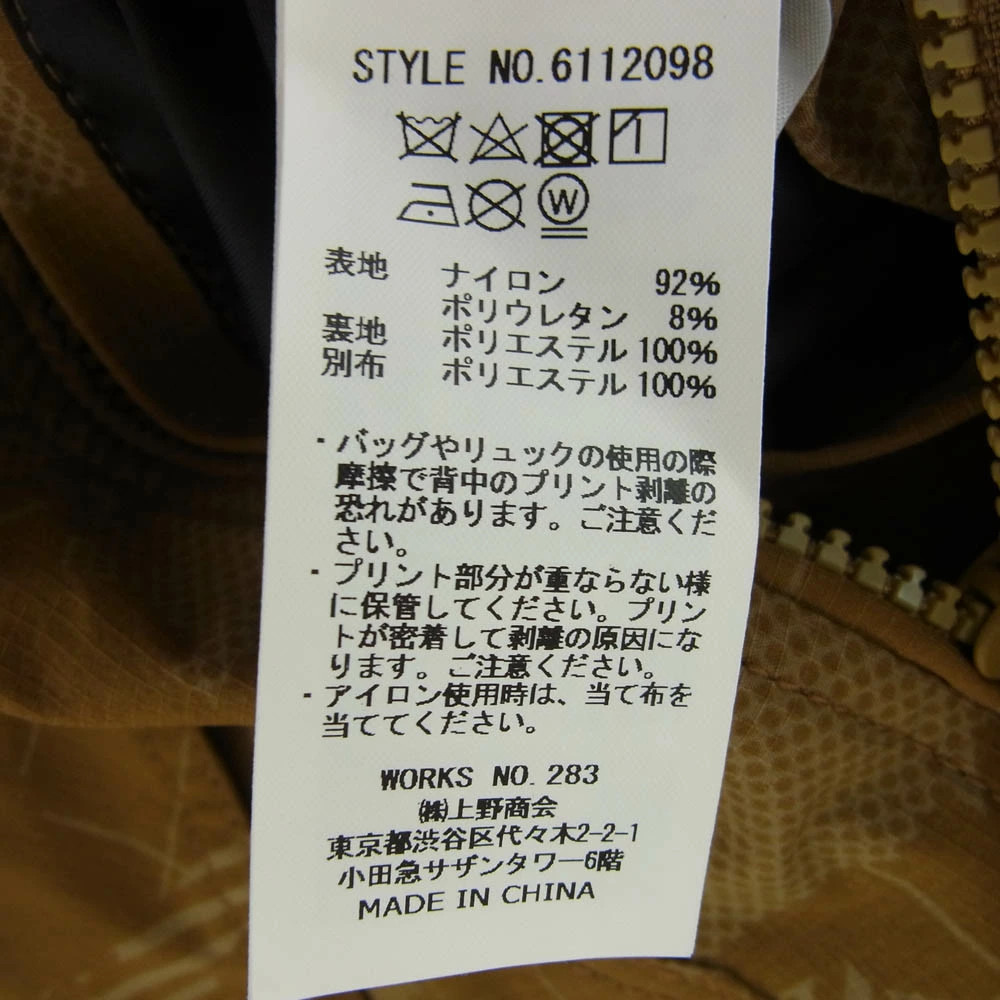 STYLE NO.6112098
W
表地 ナイロン 92%
ポリウレタン 8%
裏地 ポリエステル 100%
別布 ポリエステル 100%
・バッグやリュックの使用の際
摩擦で背中のプリント剥離の
恐れがあります。ご注意くだ
さい。
・プリント部分が重ならない様
に保管してください。プリン
トが密着して剥離の原因にな
ります。ご注意ください。
・アイロン使用時は、当て布を
当ててください。
WORKS NO. 283
㈱上野商会
東京都渋谷区代々木2-2-1
小田急サザンタワー6階
MADE IN CHINA